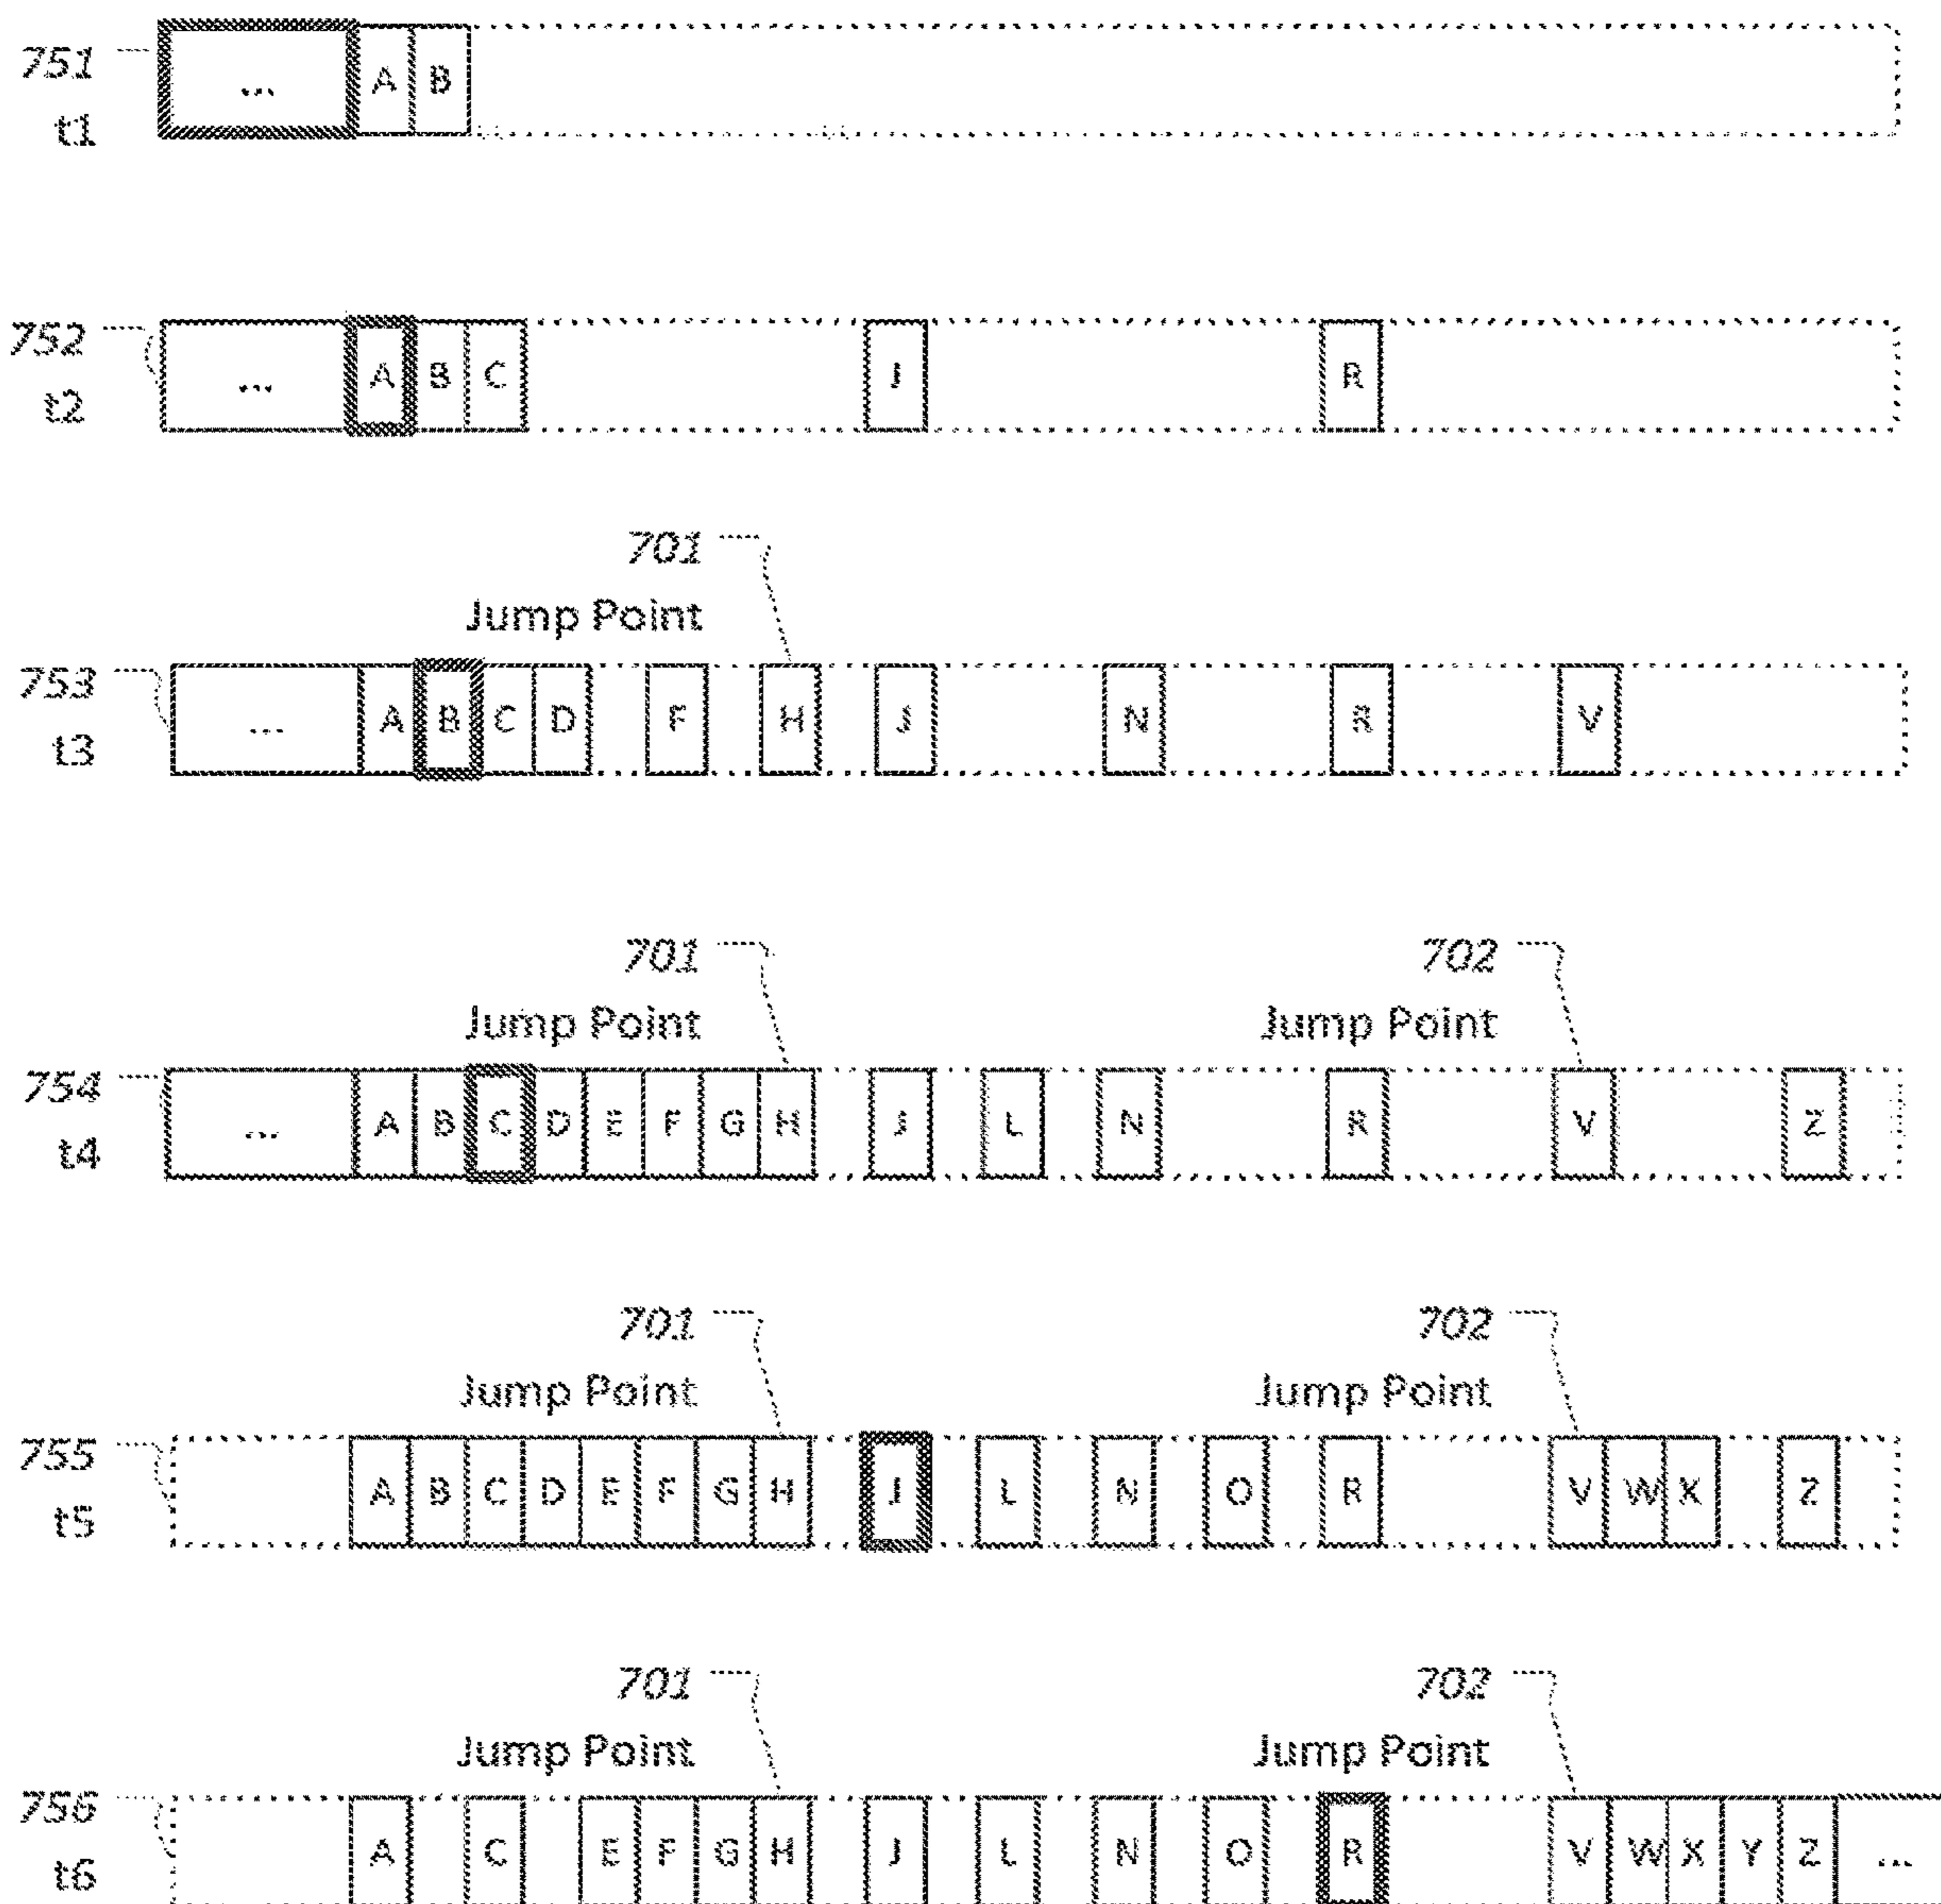 751
t1
... A B
752
t2
... A B C J R
701
Jump Point
753
t3
... A B C D F H J N R V
701 702
Jump Point Jump Point
754
t4
... A B C D E F G H J L N R V Z
701 702
Jump Point Jump Point
755
t5
A B C D E F G H J L N O R V W X Z
701 702
Jump Point Jump Point
756
t6
A C E F G H J L N O R V W X Y Z ...